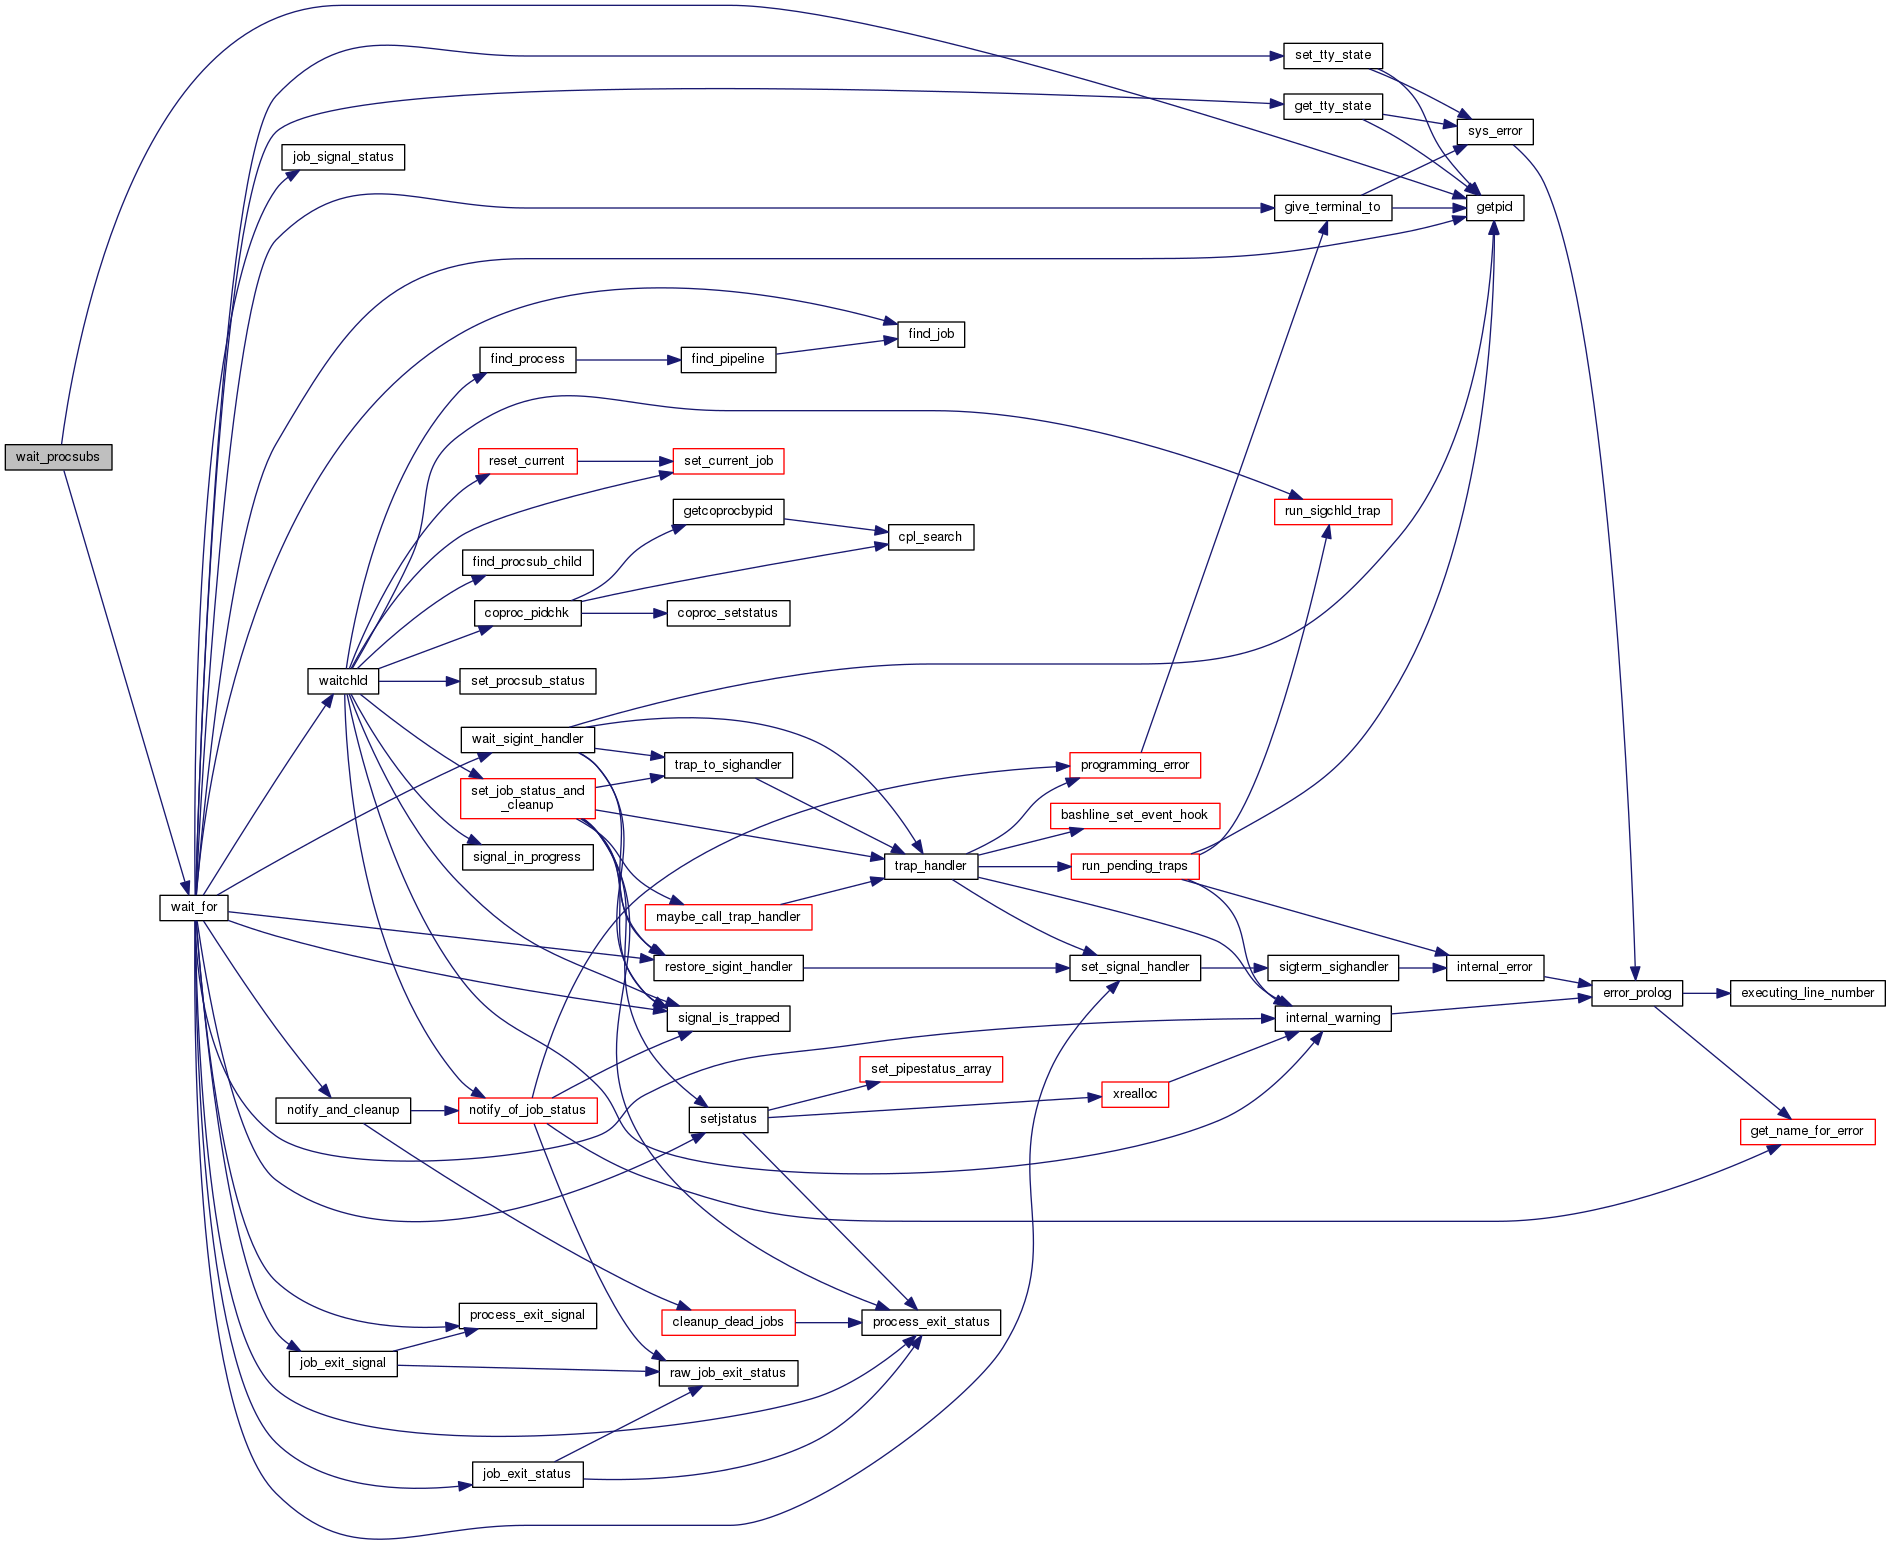 set_tty_state
get_tty_state
sys_error
job_signal_status
give_terminal_to
getpid
find_job
find_process
find_pipeline
wait_procsubs
reset_current
set_current_job
getcoprocbypid
run_sigchld_trap
cpl_search
find_procsub_child
coproc_pidchk
coproc_setstatus
waitchld
set_procsub_status
wait_sigint_handler
trap_to_sighandler
programming_error
set_job_status_and
_cleanup
bashline_set_event_hook
signal_in_progress
trap_handler
run_pending_traps
wait_for
maybe_call_trap_handler
restore_sigint_handler
set_signal_handler
sigterm_sighandler
internal_error
error_prolog
executing_line_number
signal_is_trapped
internal_warning
set_pipestatus_array
xrealloc
notify_and_cleanup
notify_of_job_status
setjstatus
get_name_for_error
process_exit_signal
cleanup_dead_jobs
process_exit_status
job_exit_signal
raw_job_exit_status
job_exit_status